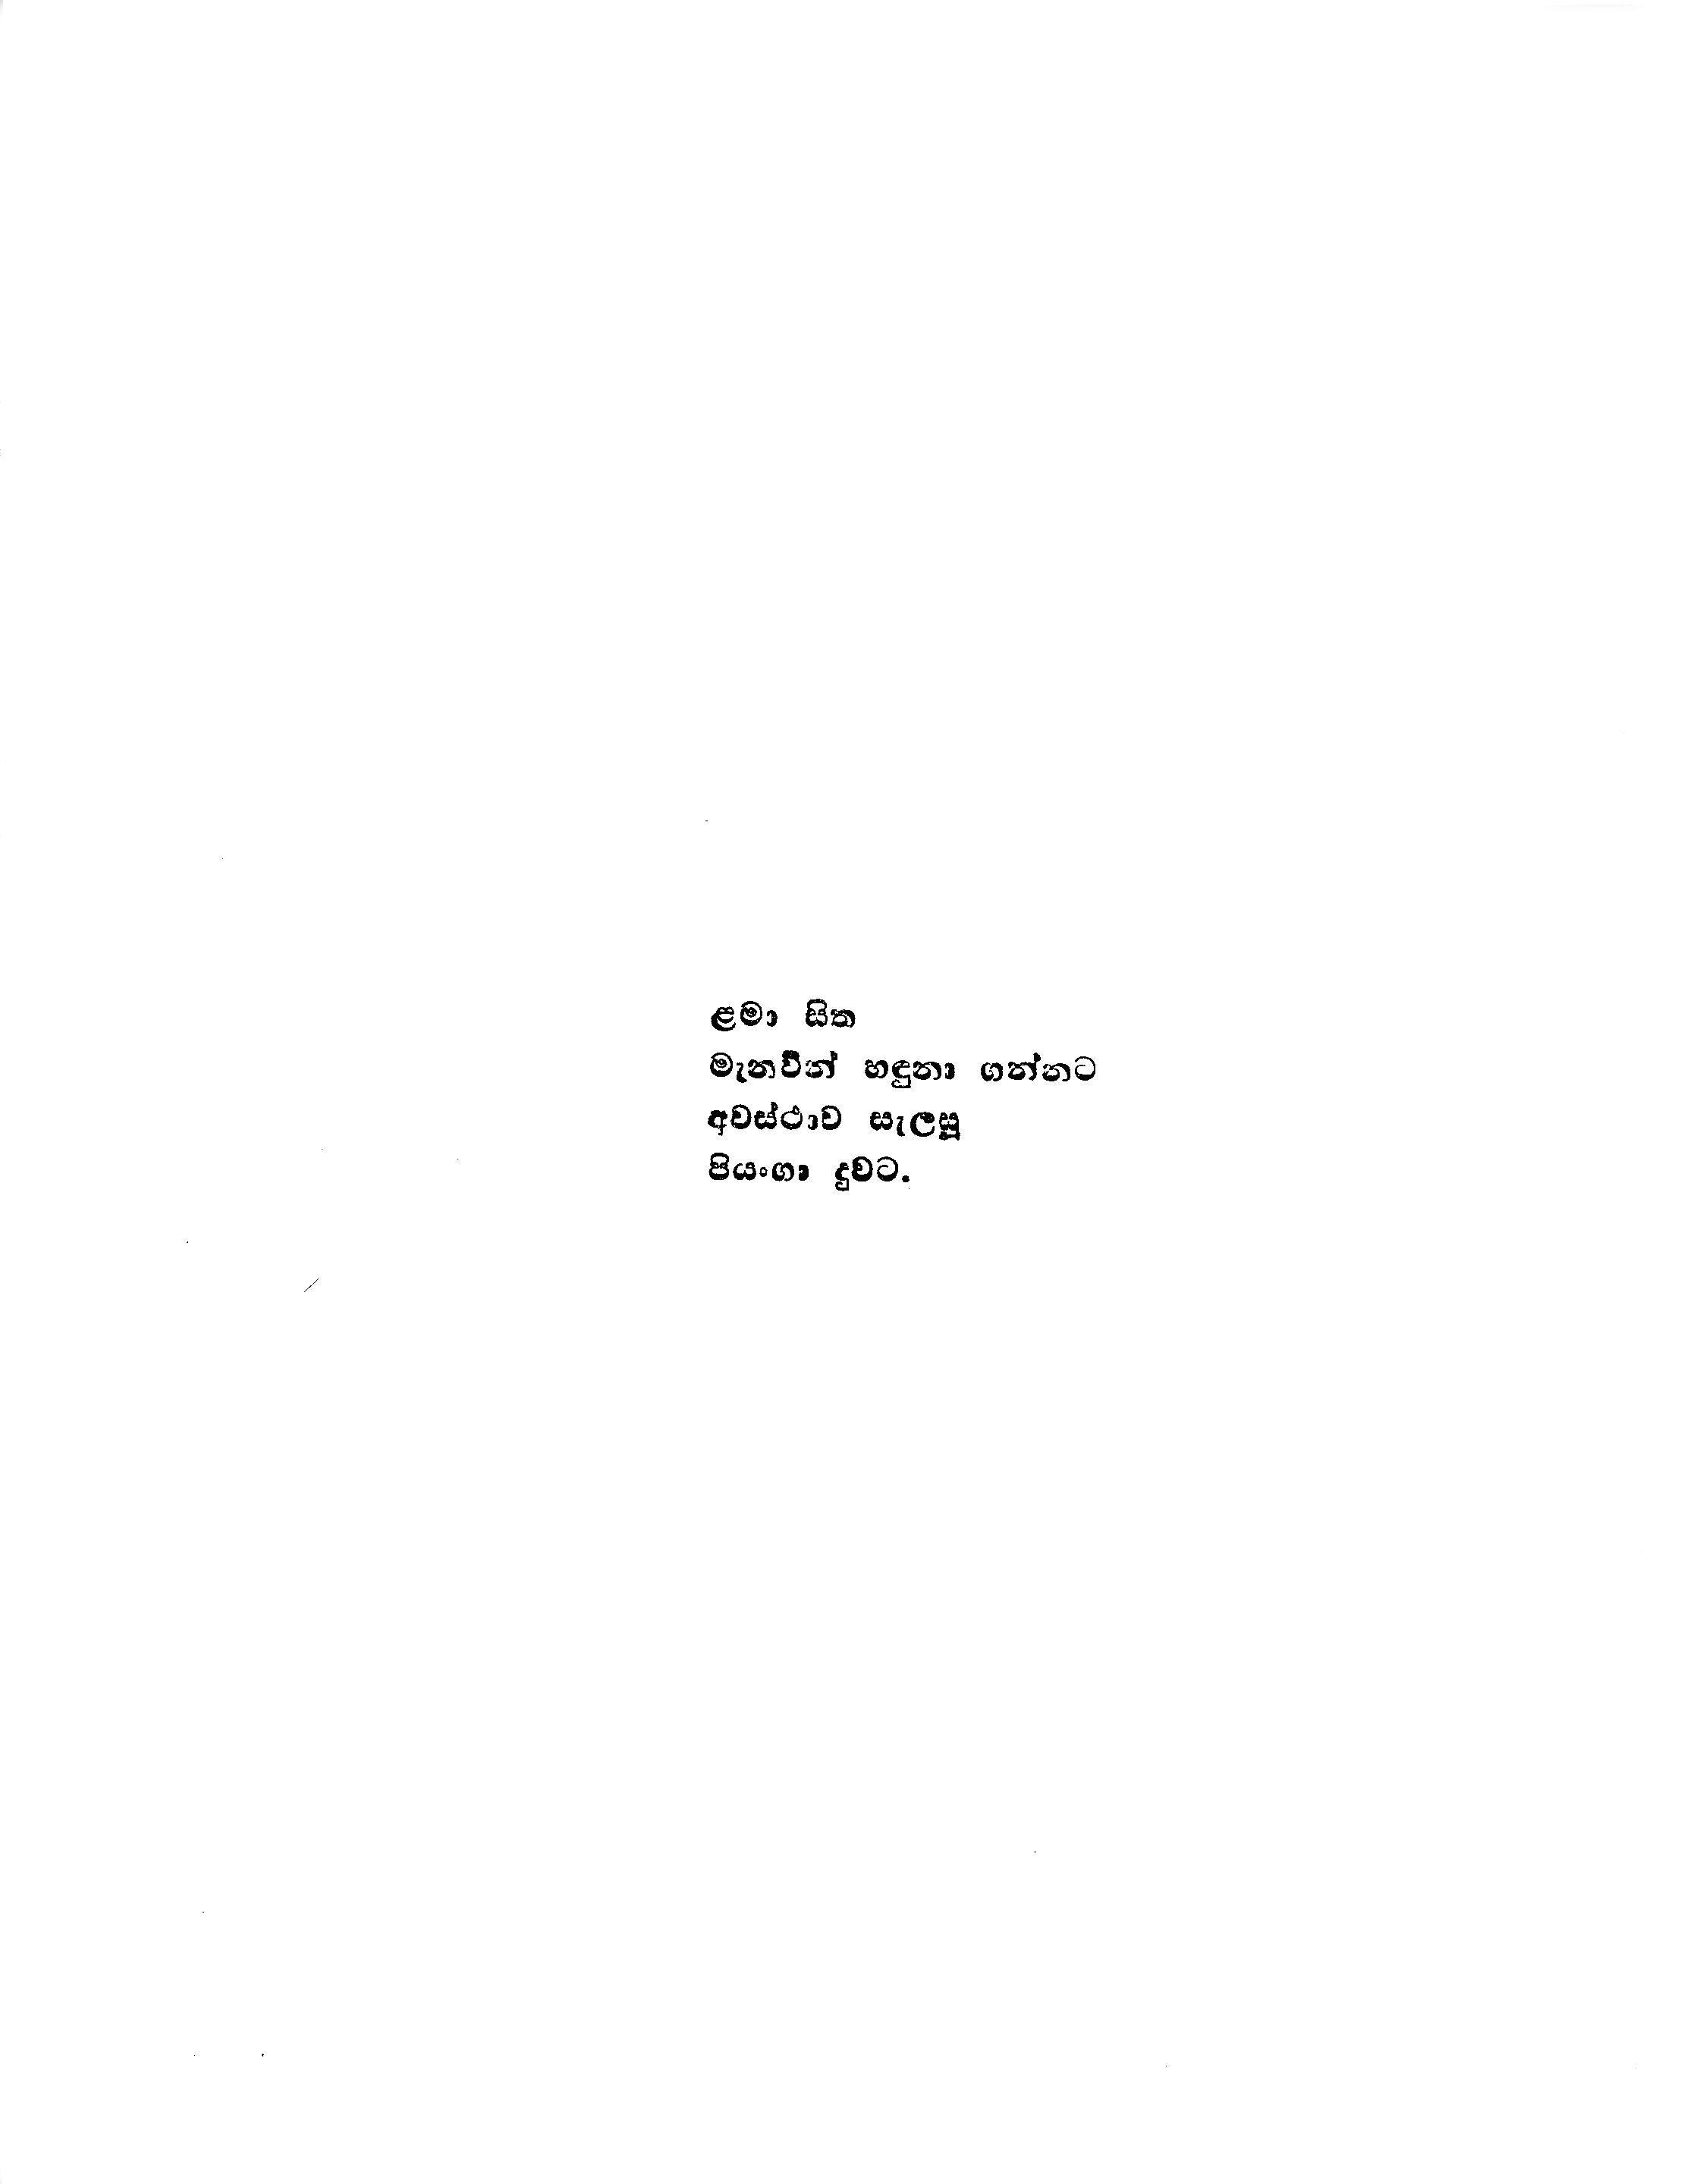 ළමා සිත
මැනවින් හඳුනා ගන්නට
අවස්ථාව සැලසූ
පියංගා දුවට.